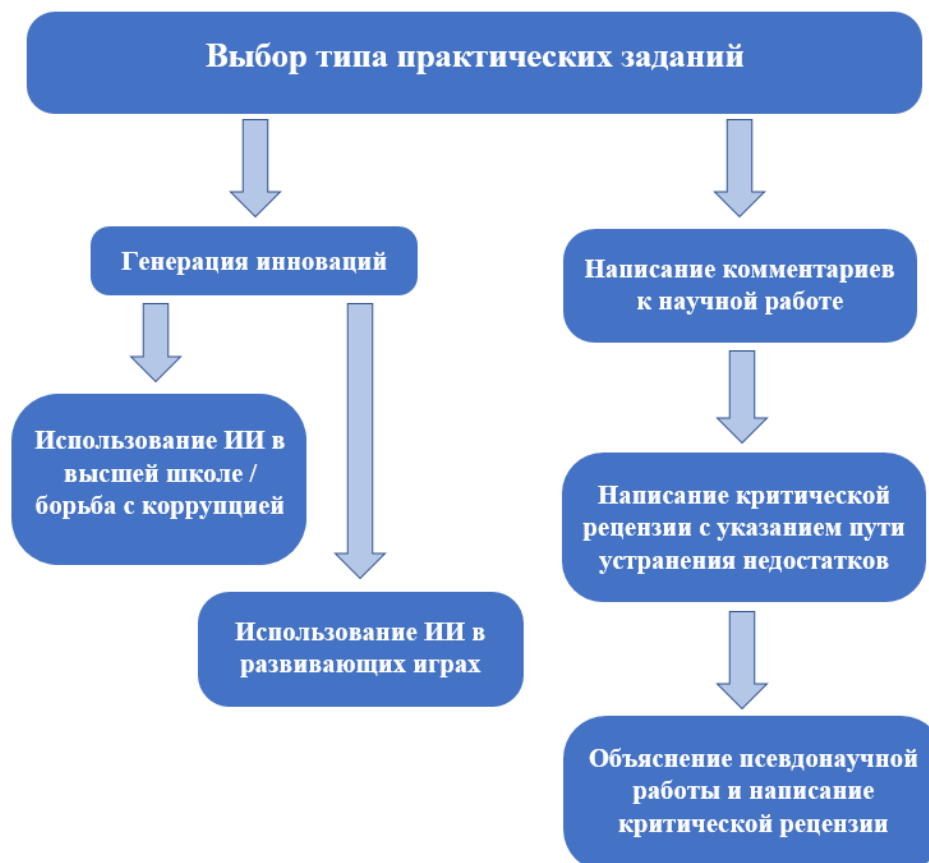 Выбор типа практических заданий
Генерация инноваций
Написание комментариев
к научной работе
Использование ИИ в
высшей школе /
борьба с коррупцией
Написание критической
рецензии с указанием пути
устранения недостатков
Использование ИИ в
развивающих играх
Объяснение псевдонаучной
работы и написание
критической рецензии